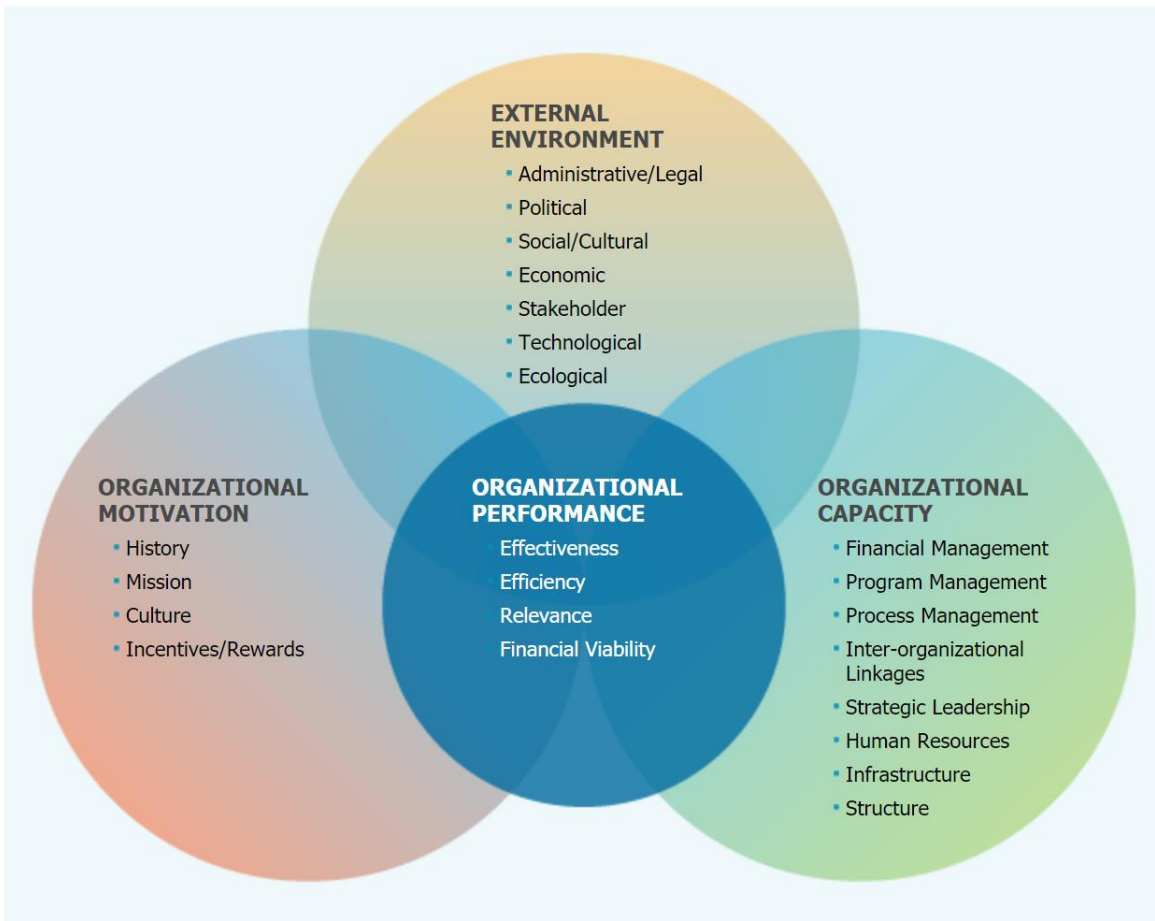 EXTERNAL
ENVIRONMENT
Administrative/Legal
Political
Social/Cultural
Economic
Stakeholder
Technological
Ecological
ORGANIZATIONAL
MOTIVATION
History
Mission
Culture
Incentives/Rewards
ORGANIZATIONAL
PERFORMANCE
Effectiveness
Efficiency
Relevance
Financial Viability
ORGANIZATIONAL
CAPACITY
Financial Management
Program Management
Process Management
Inter-organizational
Linkages
Strategic Leadership
Human Resources
Infrastructure
Structure